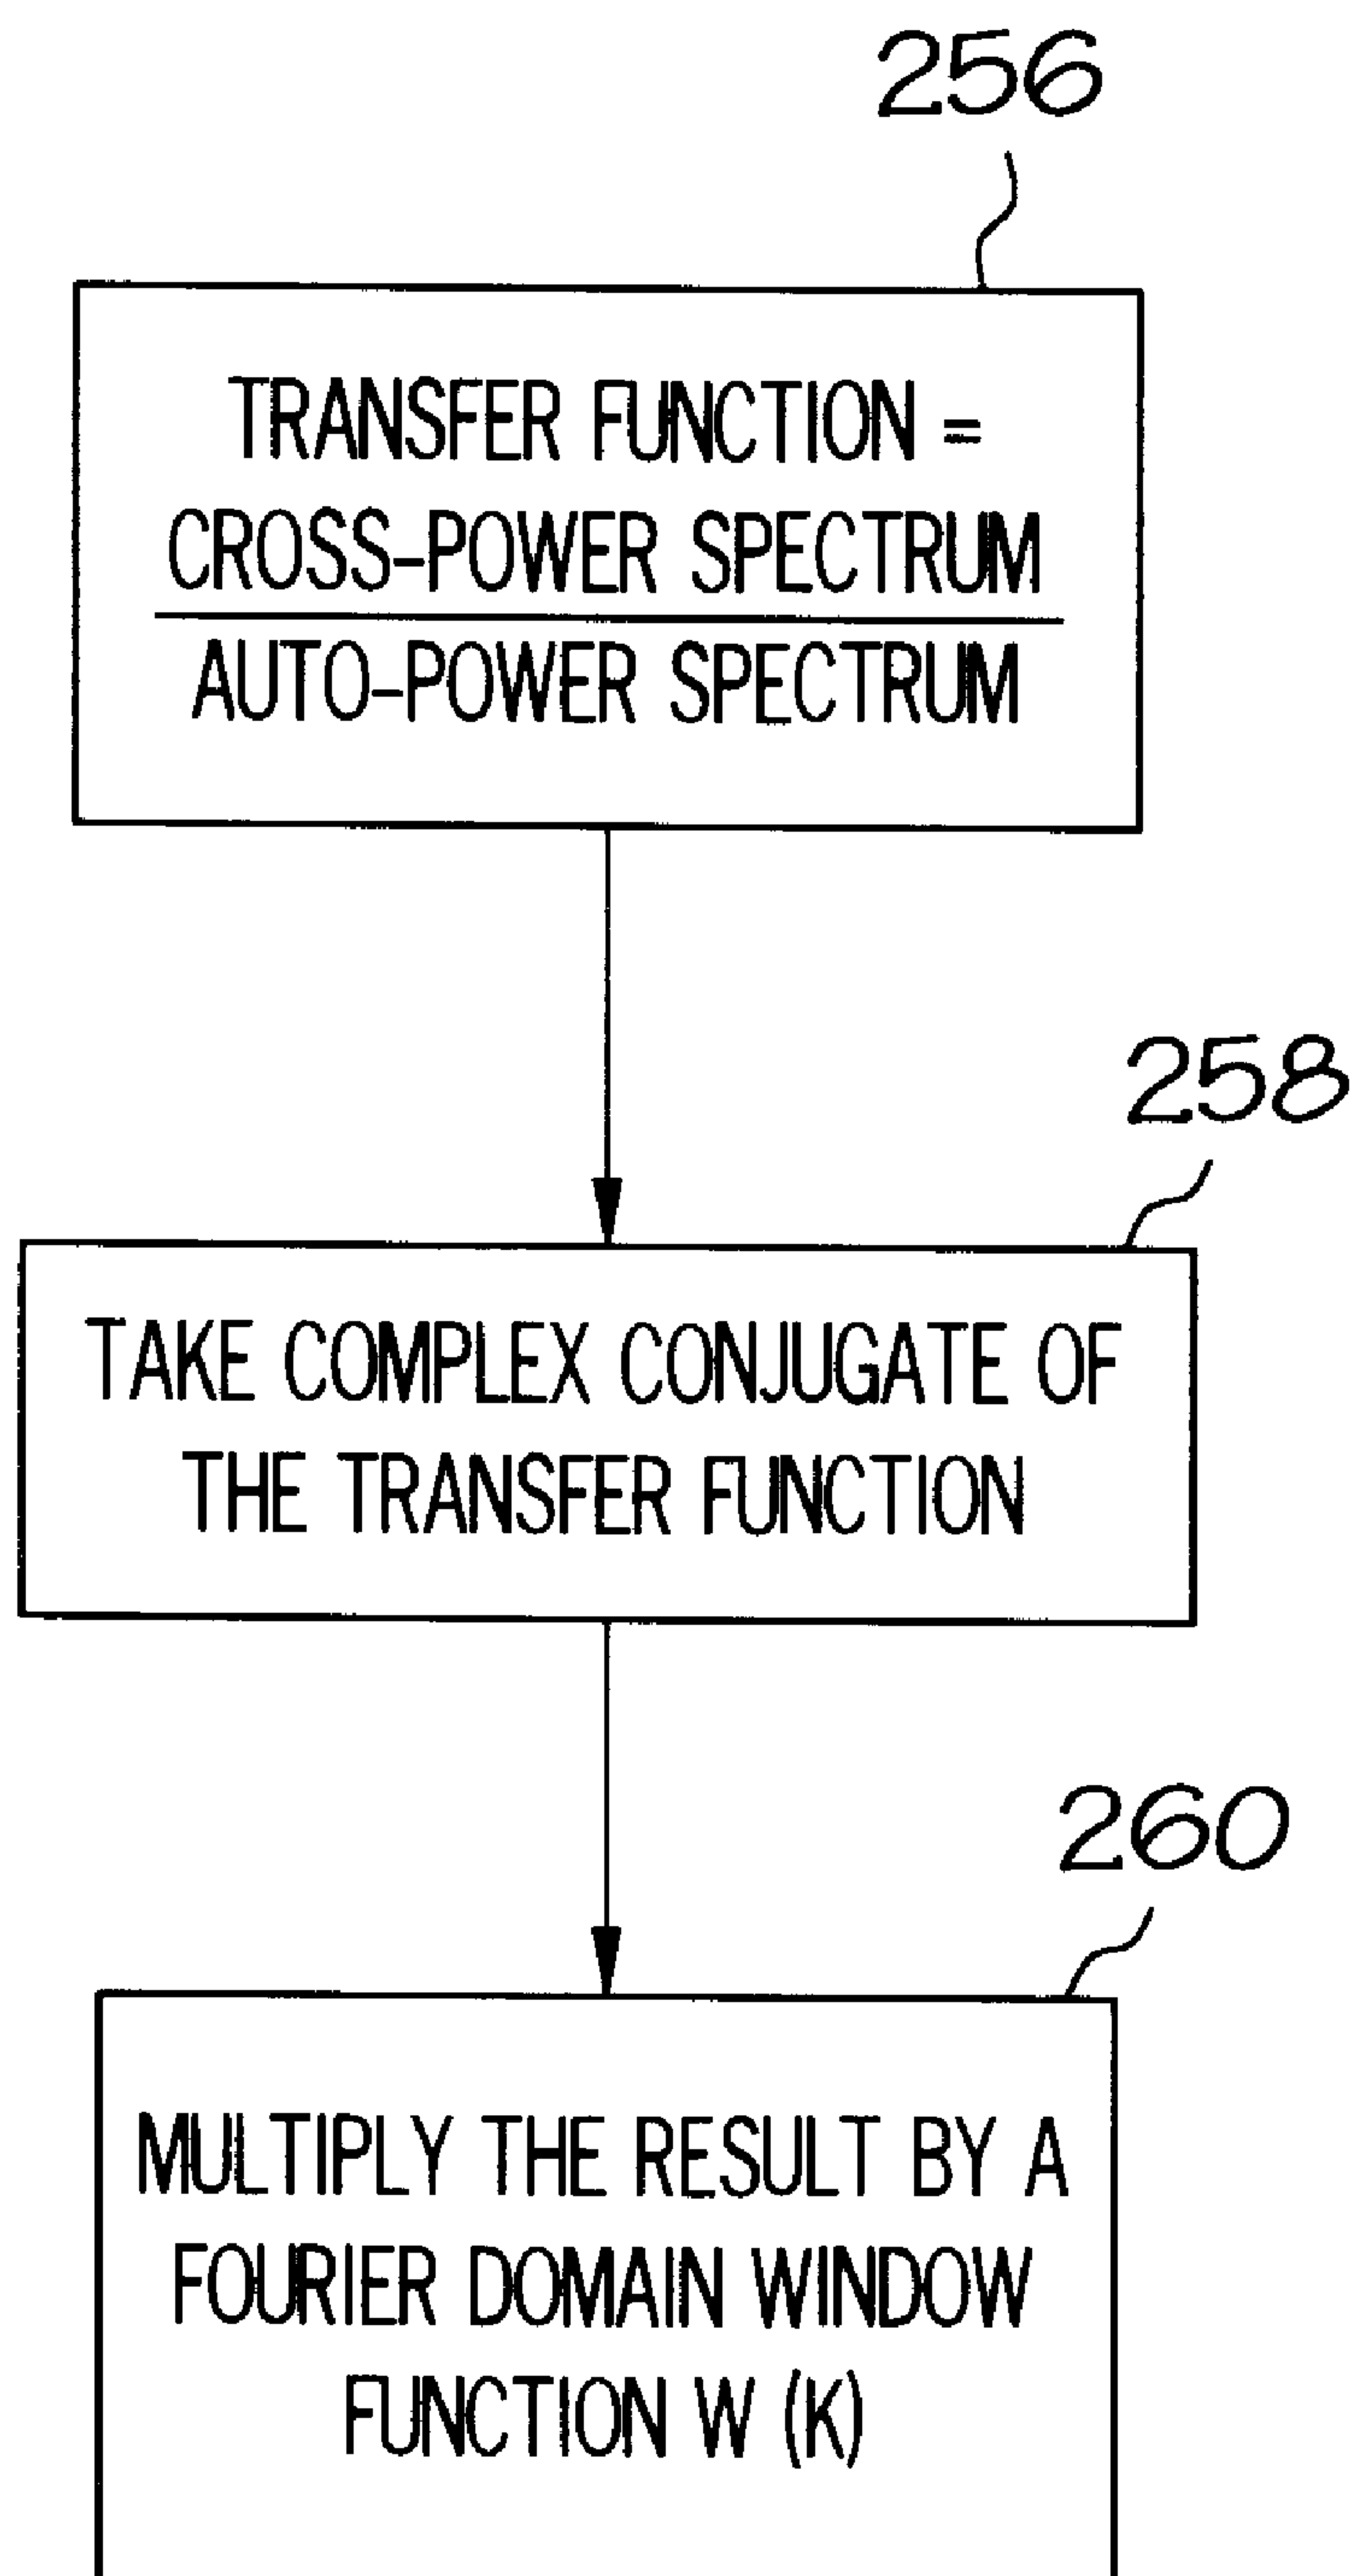 256
TRANSFER FUNCTION =
CROSS-POWER SPECTRUM
AUTO-POWER SPECTRUM
258
TAKE COMPLEX CONJUGATE OF
THE TRANSFER FUNCTION
260
MULTIPLY THE RESULT BY A
FOURIER DOMAIN WINDOW
FUNCTION W (K)